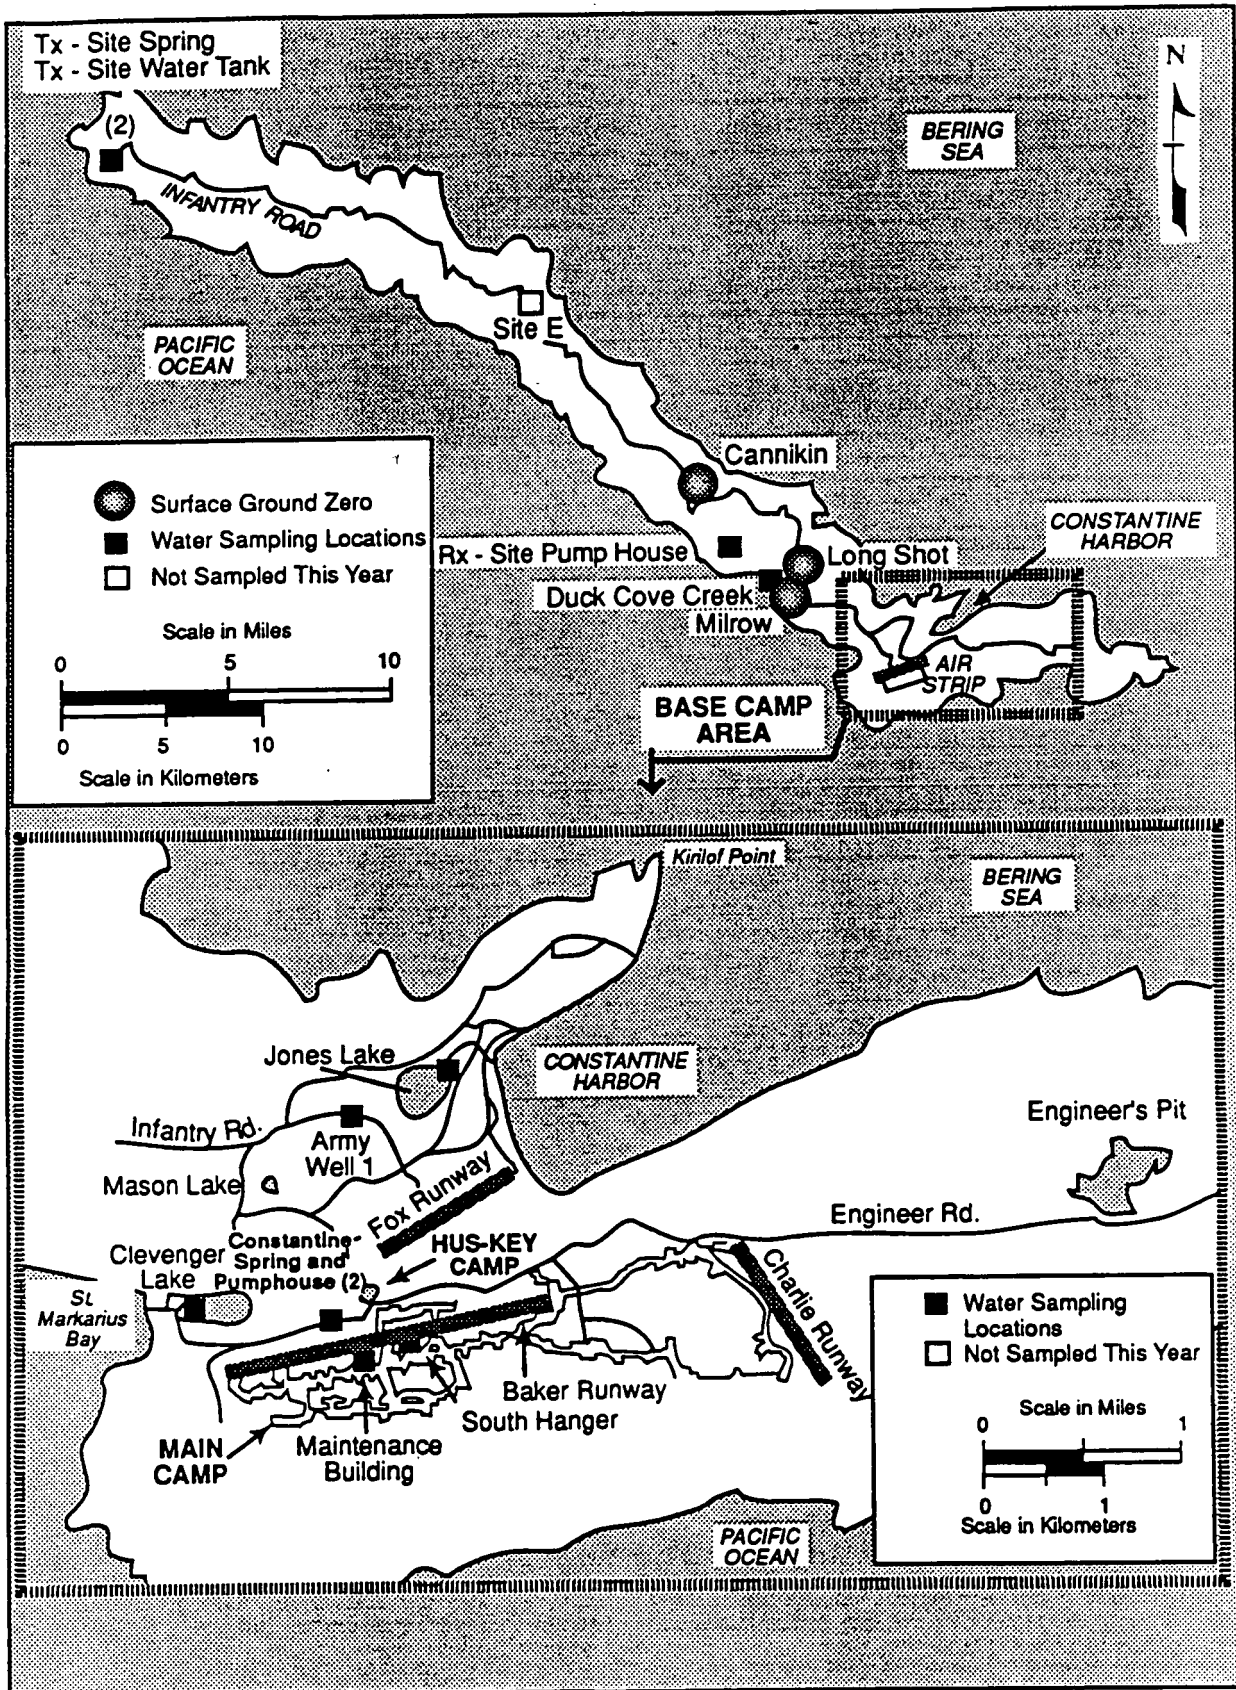 Tx - Site Spring
Tx - Site Water Tank
(2)
N
BERING
SEA
INFANTRY ROAD
PACIFIC
OCEAN
Site E
Cannikin
Surface Ground Zero
Water Sampling Locations
Not Sampled This Year
CONSTANTINE
HARBOR
Rx - Site Pump House
Long Shot
Duck Cove Creek
Milrow
Scale in Miles
0 5 10
0 5 10
Scale in Kilometers
AIR
STRIP
BASE CAMP
AREA
Kirilof Point
BERING
SEA
Jones Lake
CONSTANTINE
HARBOR
Infantry Rd.
Army
Well 1
Engineer's Pit
Mason Lake
Fox Runway
Engineer Rd.
Constantine-
Spring and
Pumphouse (2)
HUS-KEY
CAMP
Clevenger
Lake
St.
Markarius
Bay
Charlie Runway
Water Sampling
Locations
Not Sampled This Year
Baker Runway
South Hanger
MAIN
CAMP
Maintenance
Building
Scale in Miles
0 1
0 1
Scale in Kilometers
PACIFIC
OCEAN